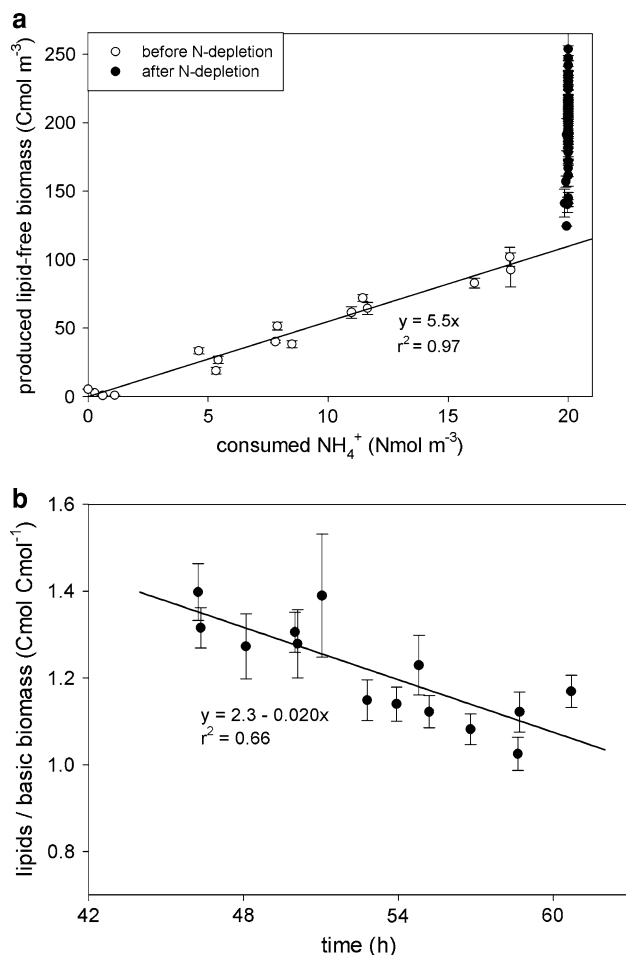 a
before N-depletion
after N-depletion
produced lipid-free biomass (Cmol m⁻³)
250
200
150
100
50
0
y = 5.5x
r² = 0.97
0 5 10 15 20
consumed NH₄⁺ (Nmol m⁻³)
b
lipids / basic biomass (Cmol Cmol⁻¹)
1.6
1.4
1.2
1.0
0.8
y = 2.3 - 0.020x
r² = 0.66
42 48 54 60
time (h)